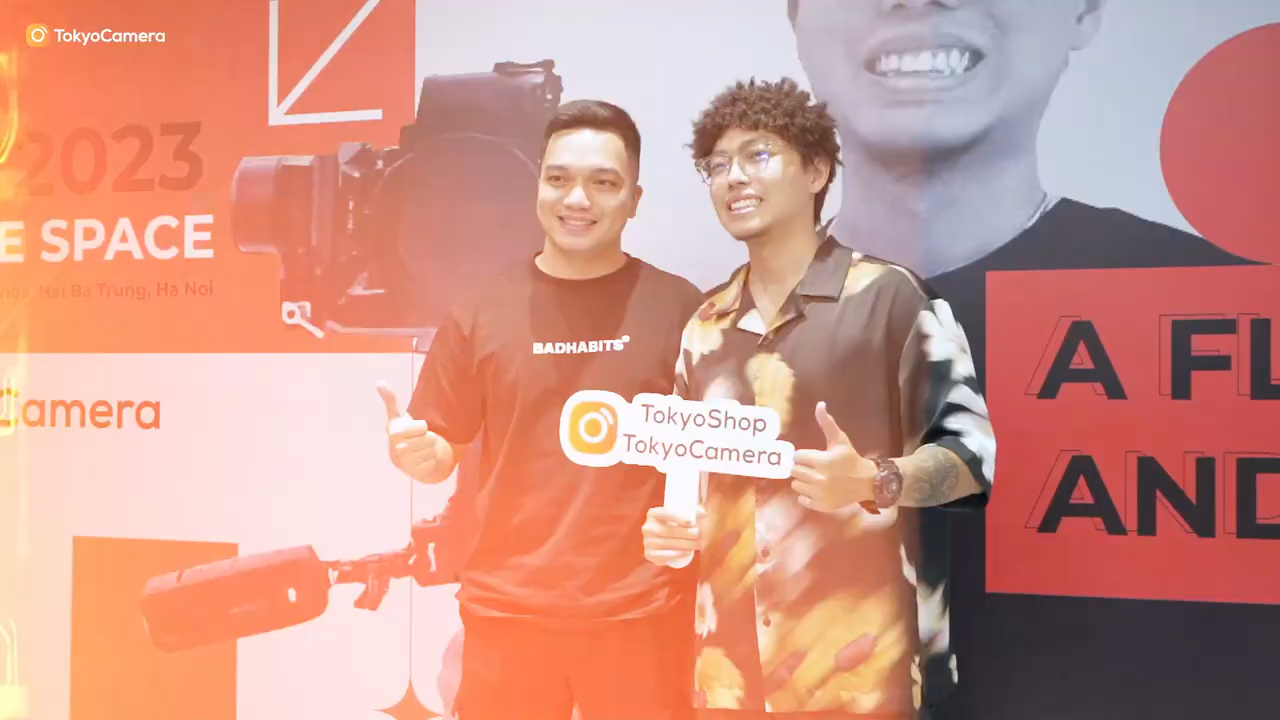 TokyoCamera
2023
E SPACE
Hai Ba Trung, Ha Noi
Camera
BADHABITS
TokyoShop
TokyoCamera
A FL
AND